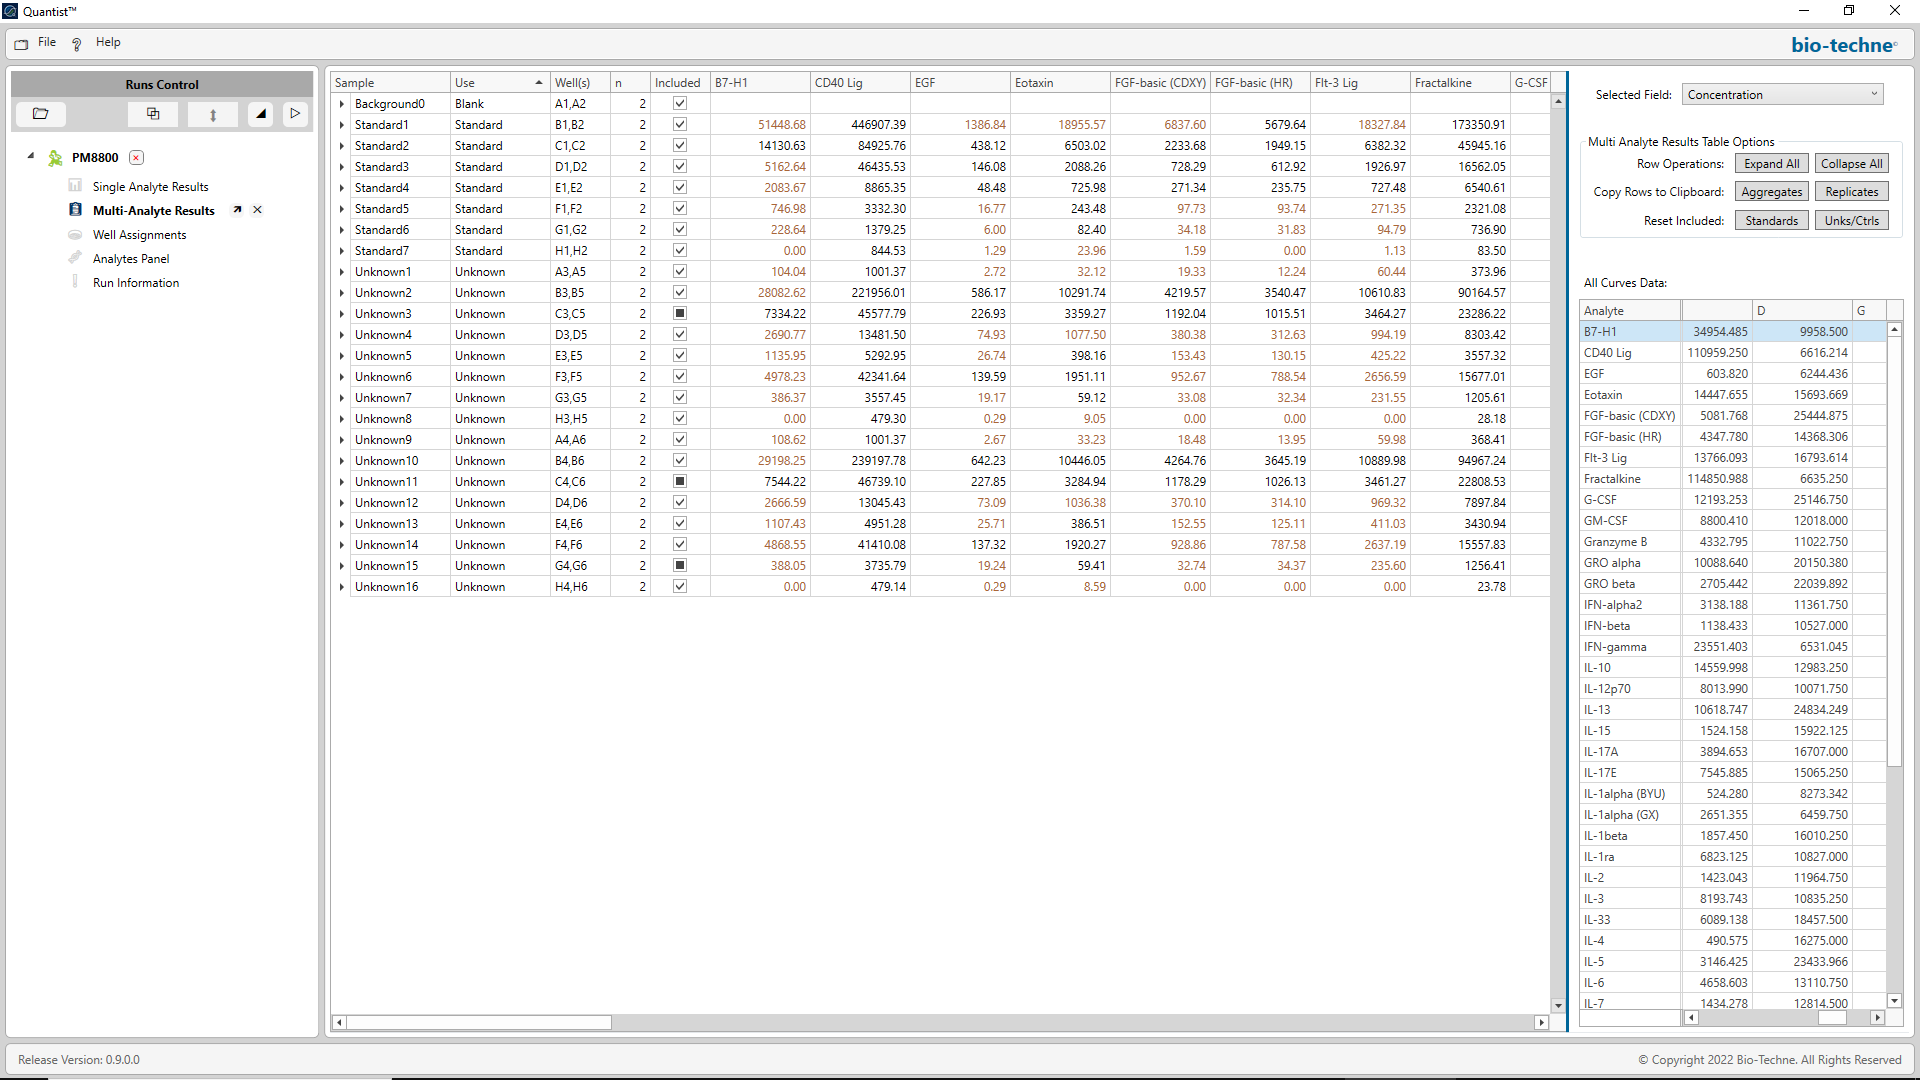 Quantist™
File Help
bio-techne
Runs Control
PM8800
Single Analyte Results
Multi-Analyte Results
Well Assignments
Analytes Panel
Run Information
Sample Use Well(s) n Included B7-H1 CD40 Lig EGF Eotaxin FGF-basic (CDXY) FGF-basic (HR) Flt-3 Lig Fractalkine G-CSF
Background0 Blank A1,A2 2
Standard1 Standard B1,B2 2 51448.68 446907.39 1386.84 18955.57 6837.60 5679.64 18327.84 173350.91
Standard2 Standard C1,C2 2 14130.63 84925.76 438.12 6503.02 2233.68 1949.15 6382.32 45945.16
Standard3 Standard D1,D2 2 5162.64 46435.53 146.08 2088.26 728.29 612.92 1926.97 16562.05
Standard4 Standard E1,E2 2 2083.67 8865.35 48.48 725.98 271.34 235.75 727.48 6540.61
Standard5 Standard F1,F2 2 746.98 3332.30 16.77 243.48 97.73 93.74 271.35 2321.08
Standard6 Standard G1,G2 2 228.64 1379.25 6.00 82.40 34.18 31.83 94.79 736.90
Standard7 Standard H1,H2 2 0.00 844.53 1.29 23.96 1.59 0.00 1.13 83.50
Unknown1 Unknown A3,A5 2 104.04 1001.37 2.72 32.12 19.33 12.24 60.44 373.96
Unknown2 Unknown B3,B5 2 28082.62 221956.01 586.17 10291.74 4219.57 3540.47 10610.83 90164.57
Unknown3 Unknown C3,C5 2 7334.22 45577.79 226.93 3359.27 1192.04 1015.51 3464.27 23286.22
Unknown4 Unknown D3,D5 2 2690.77 13481.50 74.93 1077.50 380.38 312.63 994.19 8303.42
Unknown5 Unknown E3,E5 2 1135.95 5292.95 26.74 398.16 153.43 130.15 425.22 3557.32
Unknown6 Unknown F3,F5 2 4978.23 42341.64 139.59 1951.11 952.67 788.54 2656.59 15677.01
Unknown7 Unknown G3,G5 2 386.37 3557.45 19.17 59.12 33.08 32.34 231.55 1205.61
Unknown8 Unknown H3,H5 2 0.00 479.30 0.29 9.05 0.00 0.00 0.00 28.18
Unknown9 Unknown A4,A6 2 108.62 1001.37 2.67 33.23 18.48 13.95 59.98 368.41
Unknown10 Unknown B4,B6 2 29198.25 239197.78 642.23 10446.05 4264.76 3645.19 10889.98 94967.24
Unknown11 Unknown C4,C6 2 7544.22 46739.10 227.85 3284.94 1178.29 1026.13 3461.27 22808.53
Unknown12 Unknown D4,D6 2 2666.59 13045.43 73.09 1036.38 370.10 314.10 969.32 7897.84
Unknown13 Unknown E4,E6 2 1107.43 4951.28 25.71 386.51 152.55 125.11 411.03 3430.94
Unknown14 Unknown F4,F6 2 4868.55 41410.08 137.32 1920.27 928.86 787.58 2637.19 15557.83
Unknown15 Unknown G4,G6 2 388.05 3735.79 19.24 59.41 32.74 34.37 235.60 1256.41
Unknown16 Unknown H4,H6 2 0.00 479.14 0.29 8.59 0.00 0.00 0.00 23.78
Selected Field: Concentration
Multi Analyte Results Table Options
Row Operations: Expand All Collapse All
Copy Rows to Clipboard: Aggregates Replicates
Reset Included: Standards Unks/Ctrls
All Curves Data:
Analyte D G
B7-H1 34954.485 9958.500
CD40 Lig 110959.250 6616.214
EGF 603.820 6244.436
Eotaxin 14447.655 15693.669
FGF-basic (CDXY) 5081.768 25444.875
FGF-basic (HR) 4347.780 14368.306
Flt-3 Lig 13766.093 16793.614
Fractalkine 114850.988 6635.250
G-CSF 12193.253 25146.750
GM-CSF 8800.410 12018.000
Granzyme B 4332.795 11022.750
GRO alpha 10088.640 20150.380
GRO beta 2705.442 22039.892
IFN-alpha2 3138.188 11361.750
IFN-beta 1138.433 10527.000
IFN-gamma 23551.403 6531.045
IL-10 14559.998 12983.250
IL-12p70 8013.990 10071.750
IL-13 10618.747 24834.249
IL-15 1524.158 15922.125
IL-17A 3894.653 16707.000
IL-17E 7545.885 15065.250
IL-1alpha (BYU) 524.280 8273.342
IL-1alpha (GX) 2651.355 6459.750
IL-1beta 1857.450 16010.250
IL-1ra 6823.125 10827.000
IL-2 1423.043 11964.750
IL-3 8193.743 10835.250
IL-33 6089.138 18457.500
IL-4 490.575 16275.000
IL-5 3146.425 23433.966
IL-6 4658.603 13110.750
IL-7 1434.278 12814.500
Release Version: 0.9.0.0
© Copyright 2022 Bio-Techne. All Rights Reserved